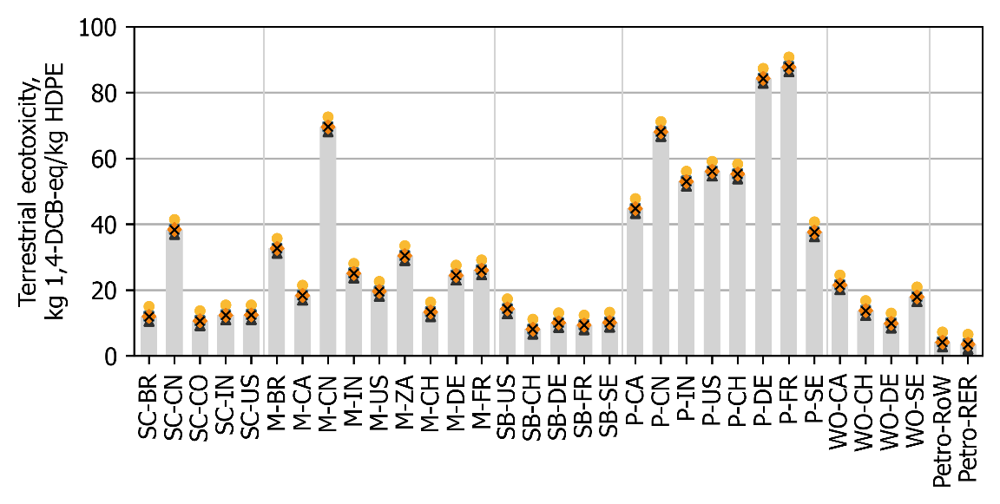 Terrestrial ecotoxicity,
kg 1,4-DCB-eq/kg HDPE
100
80
60
40
20
0
SC-BR
SC-CN
SC-CO
SC-IN
SC-US
M-BR
M-CA
M-CN
M-IN
M-US
M-ZA
M-CH
M-DE
M-FR
SB-US
SB-CH
SB-DE
SB-FR
SB-SE
P-CA
P-CN
P-IN
P-US
P-CH
P-DE
P-FR
P-SE
WO-CA
WO-CH
WO-DE
WO-SE
Petro-RoW
Petro-RER